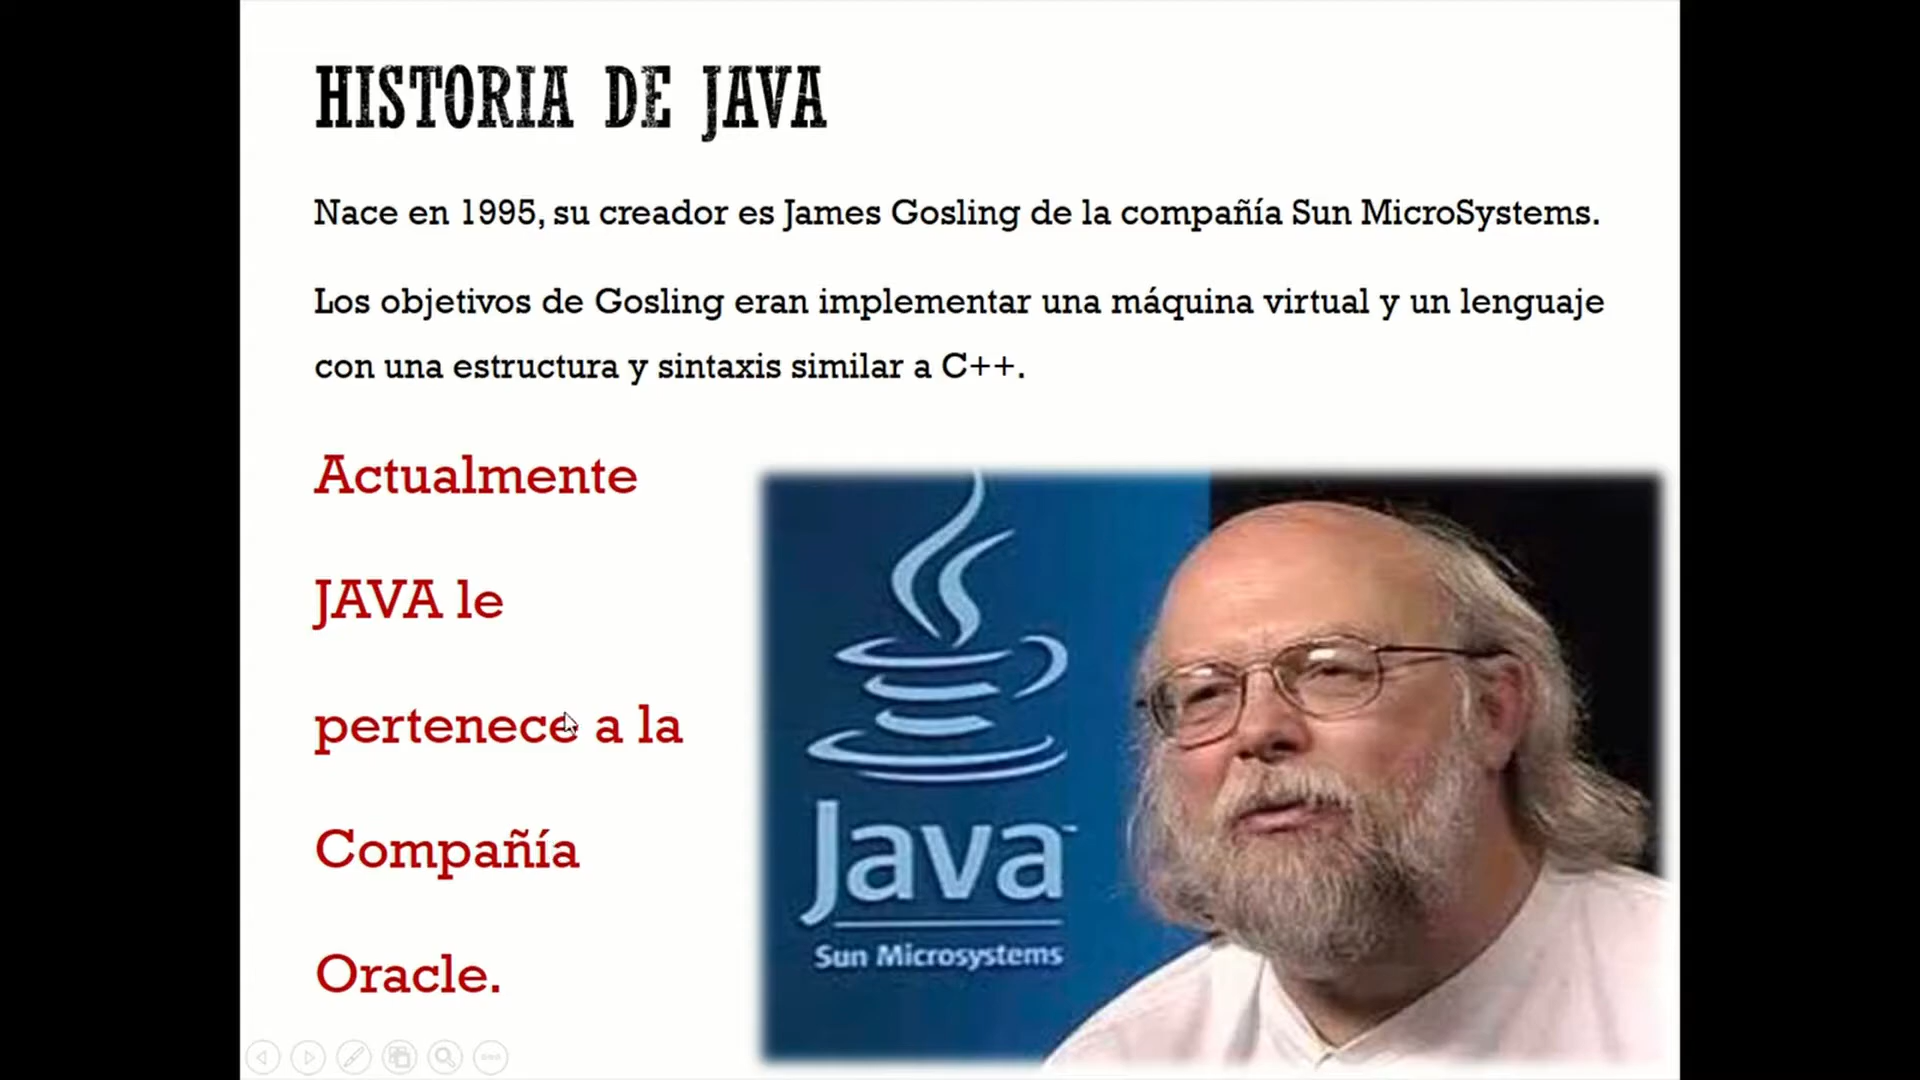 HISTORIA DE JAVA
Nace en 1995, su creador es James Gosling de la compañía Sun MicroSystems.
Los objetivos de Gosling eran implementar una máquina virtual y un lenguaje
con una estructura y sintaxis similar a C++.
Actualmente
JAVA le
pertenece a la
Compañía
Oracle.
Java
Sun Microsystems